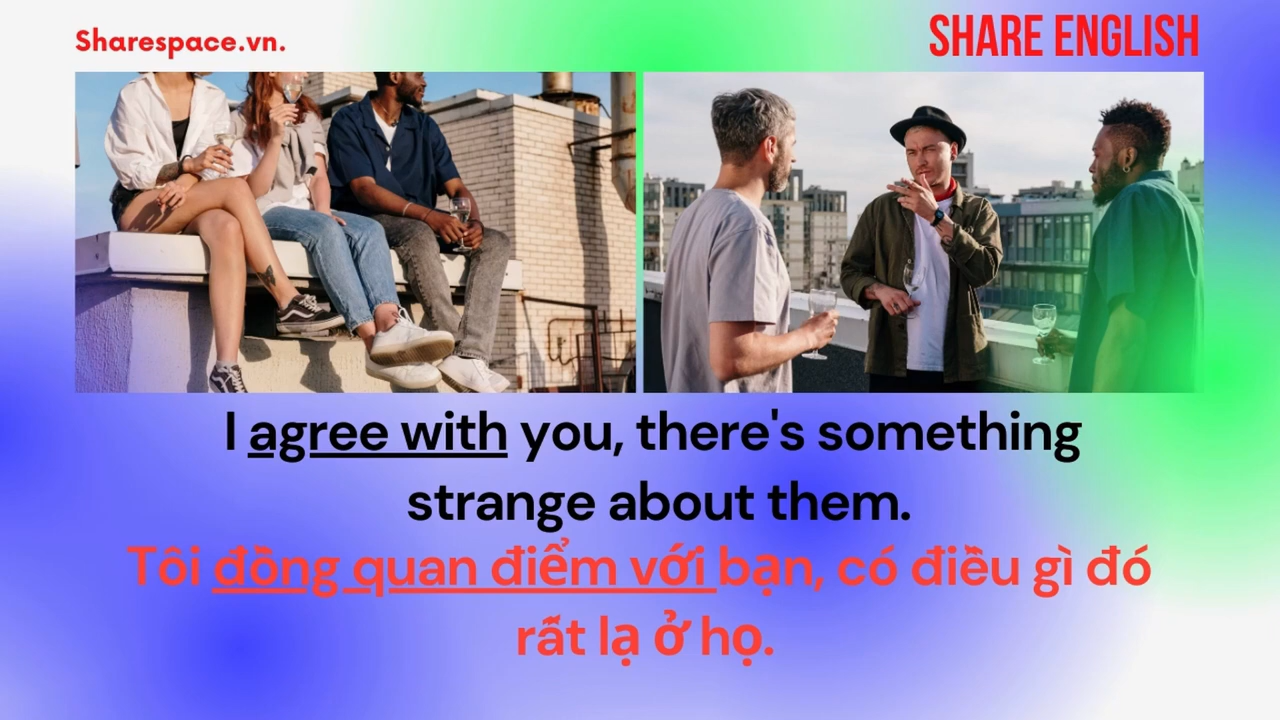 Sharespace.vn.
SHARE ENGLISH
I agree with you, there's something
strange about them.
Tôi đồng quan điểm với bạn, có điều gì đó
rất lạ ở họ.